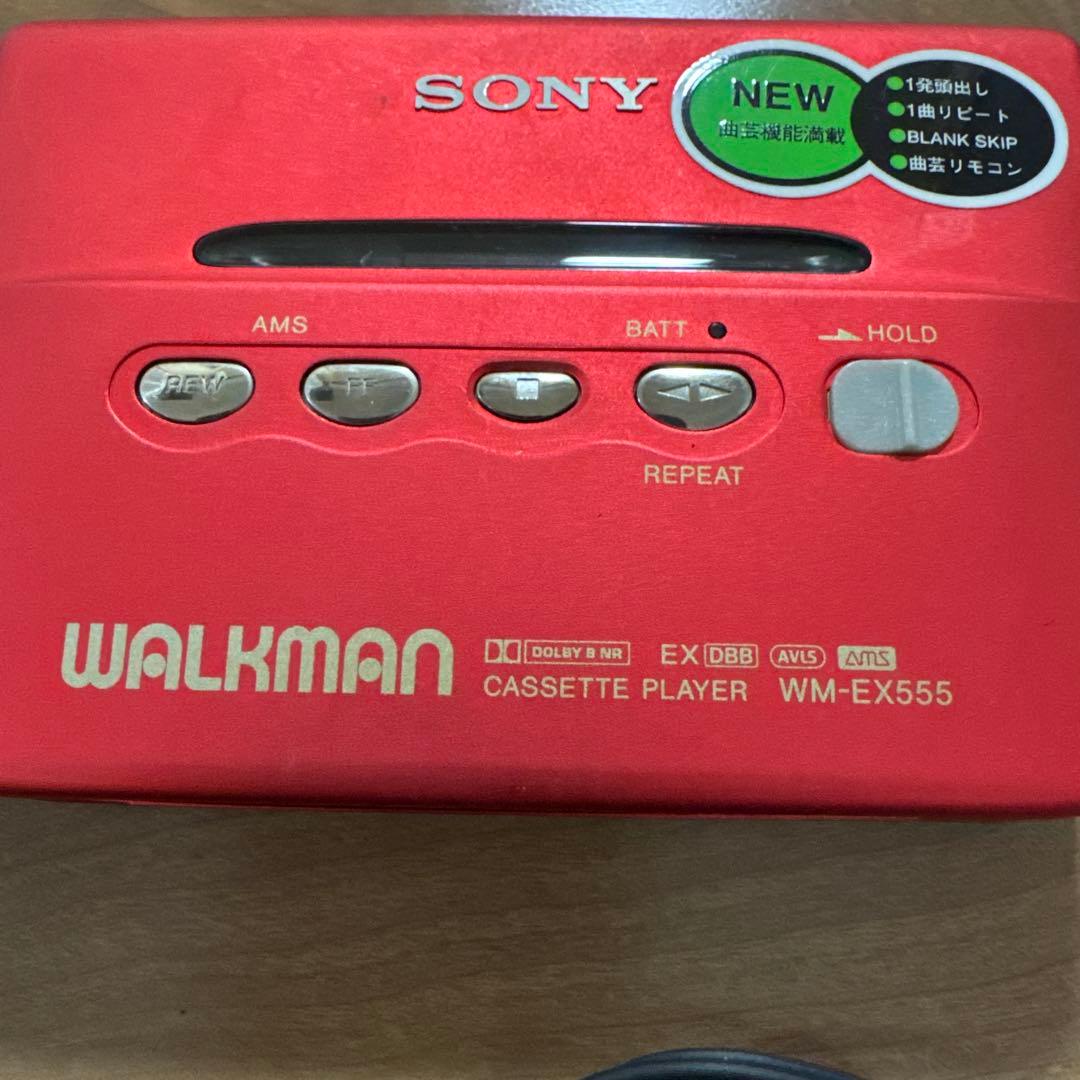 SONY
NEW
曲芸機能満載
●1発頭出し
●1曲リピート
●BLANK SKIP
●曲芸リモコン
AMS
BATT
HOLD
REW
FF
REPEAT
WALKMAN
DOLBY B NR EX DBB AVLS AMS
CASSETTE PLAYER WM-EX555